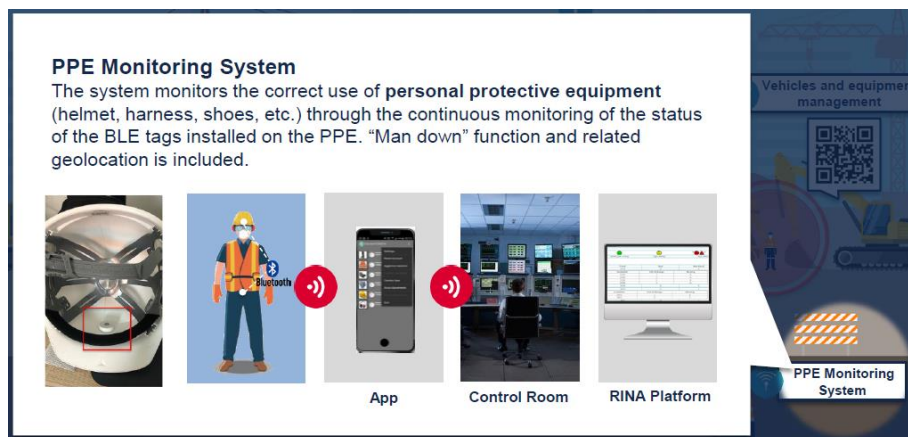 PPE Monitoring System
The system monitors the correct use of personal protective equipment
(helmet, harness, shoes, etc.) through the continuous monitoring of the status
of the BLE tags installed on the PPE. “Man down” function and related
geolocation is included.
Bluetooth
App
Control Room
RINA Platform
Vehicles and equipmen
management
PPE Monitoring
System